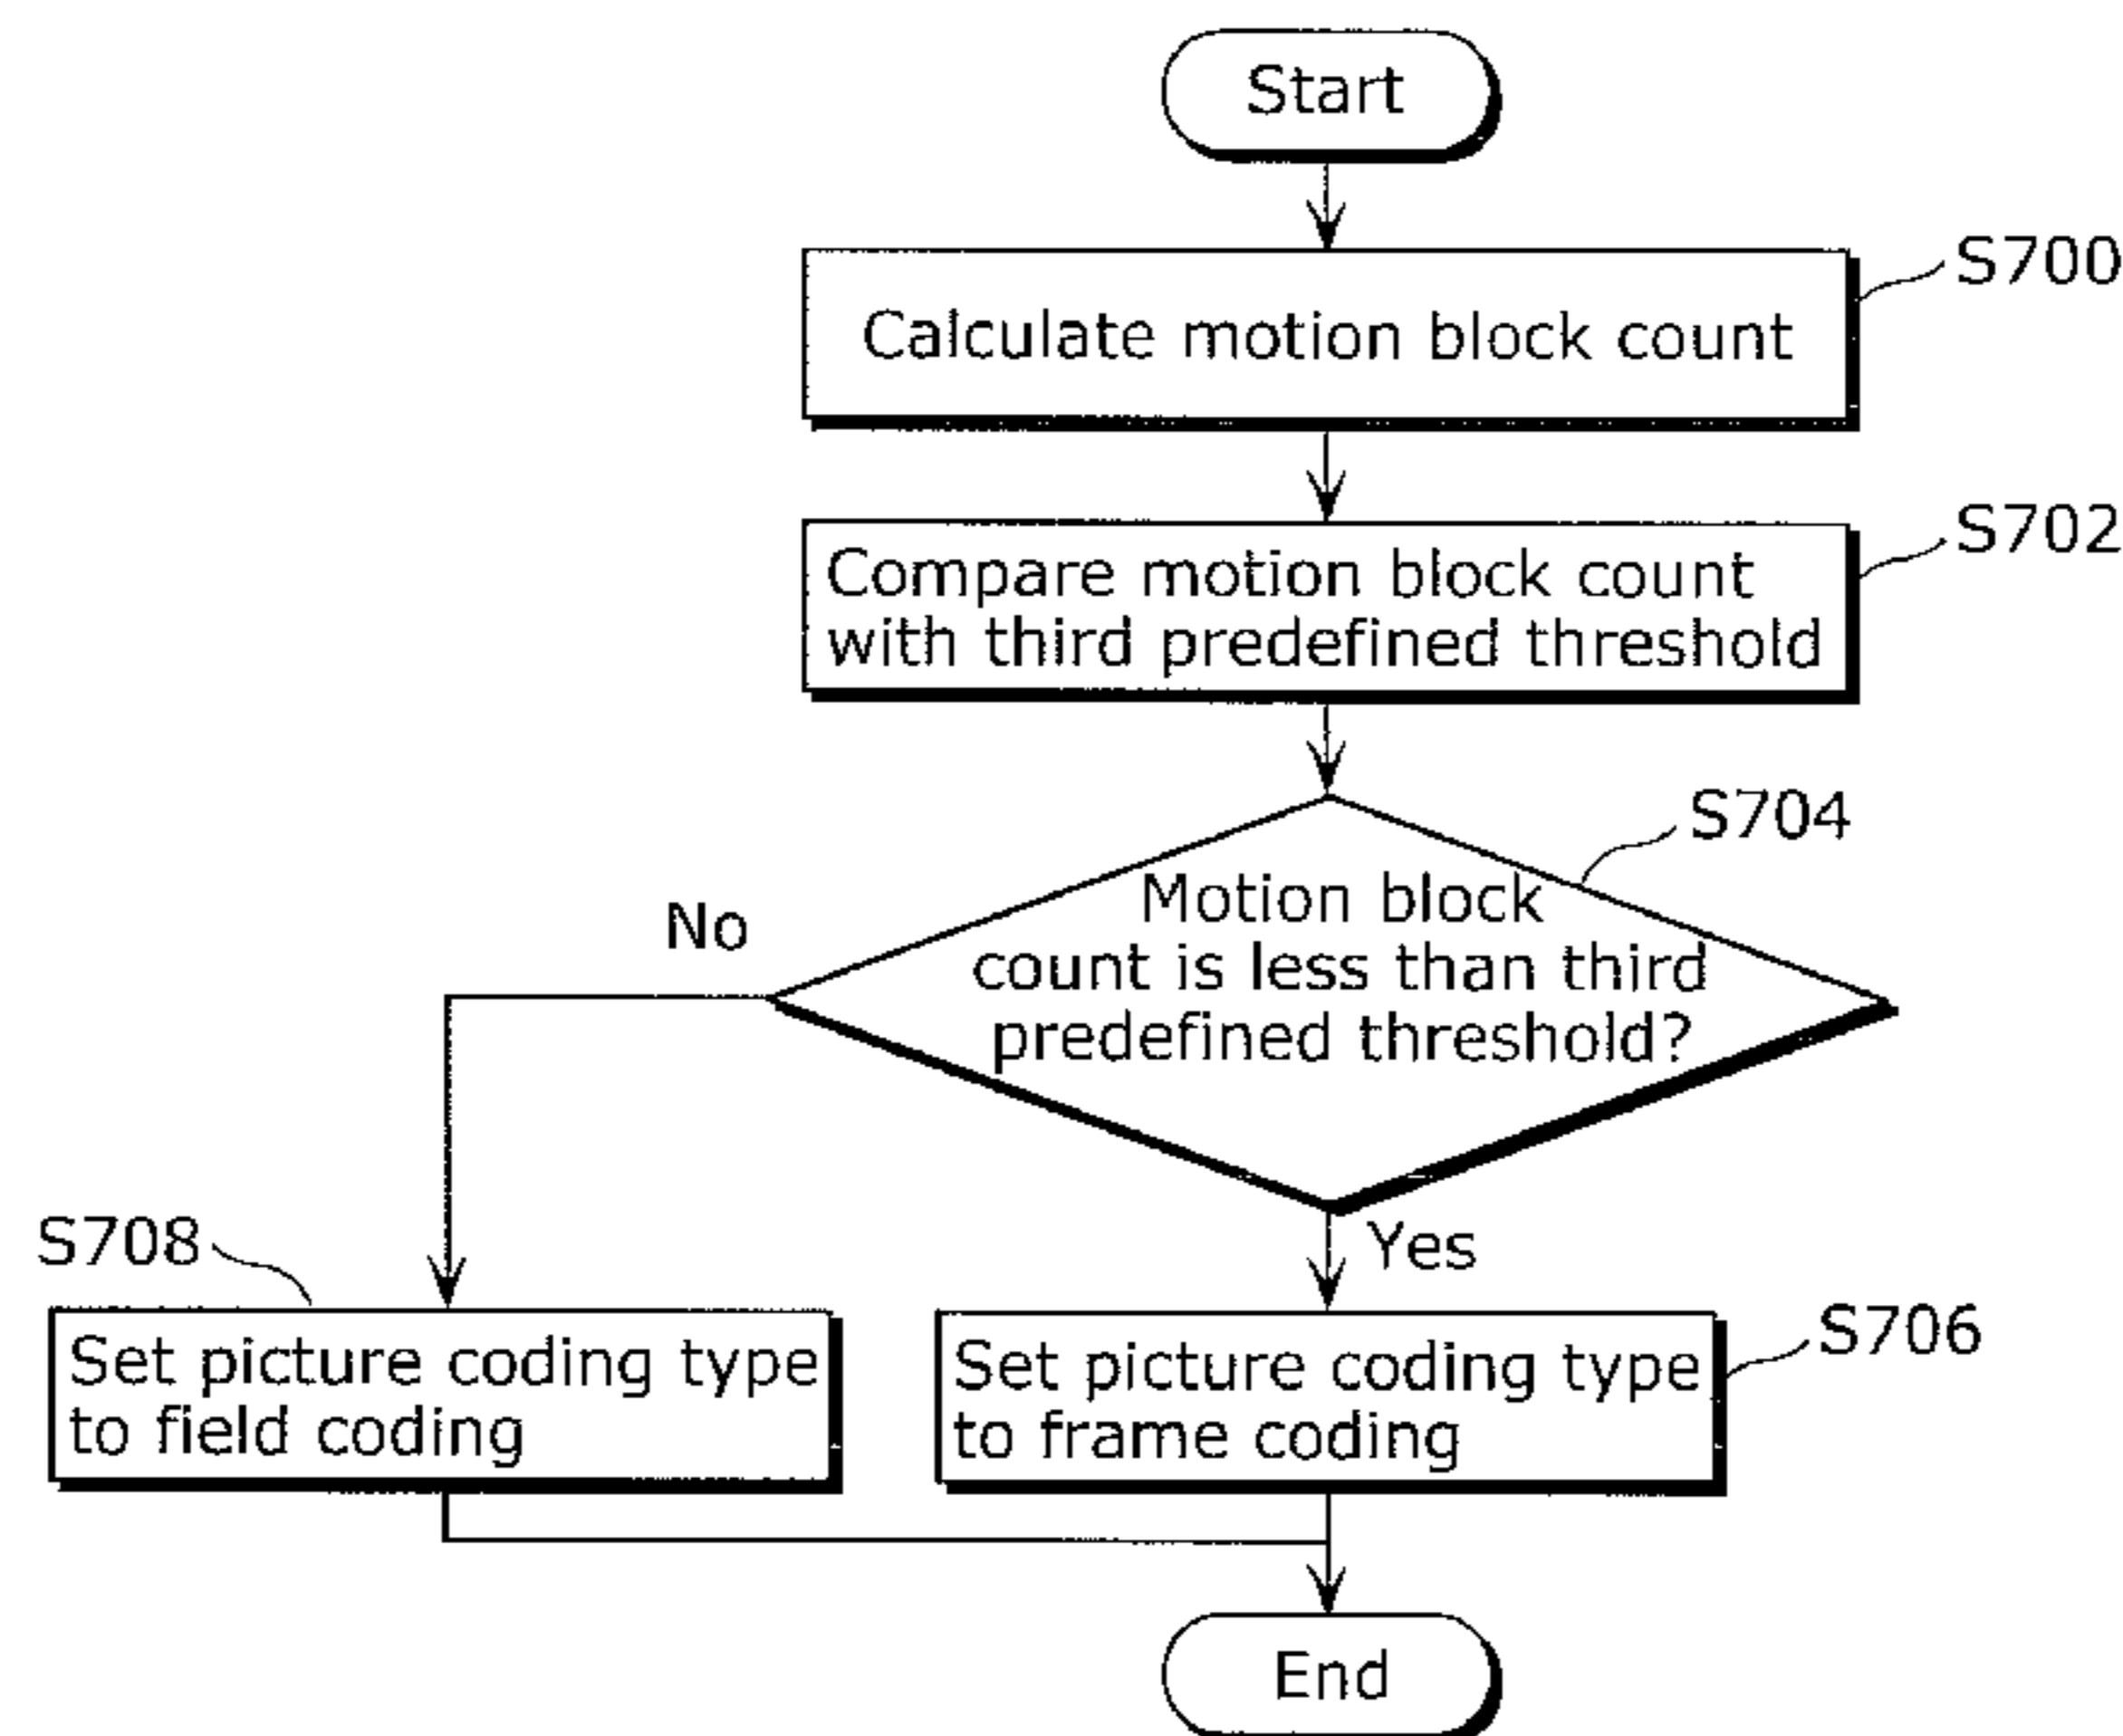 Start
Calculate motion block count
S700
Compare motion block count
with third predefined threshold
S702
Motion block
count is less than third
predefined threshold?
S704
No
Yes
S708
Set picture coding type
to field coding
Set picture coding type
to frame coding
S706
End